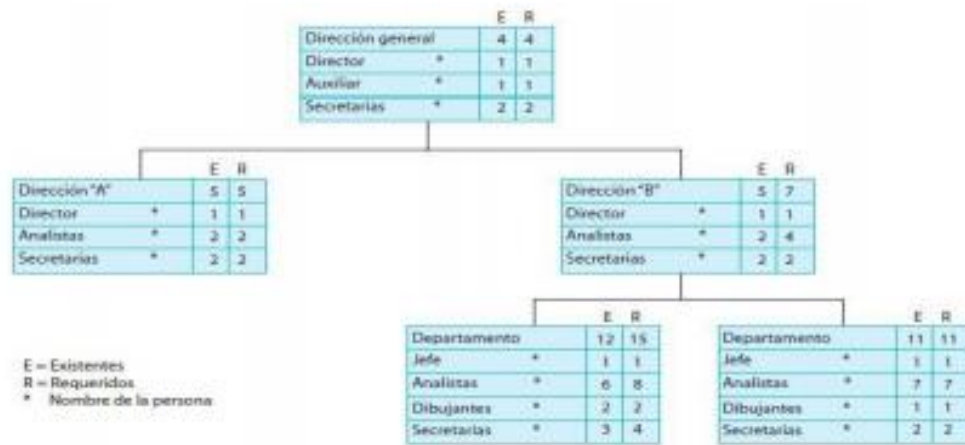 E R
Dirección general 4 4
Director * 1 1
Auxiliar * 1 1
Secretarias * 2 2
E R
Dirección "A" 5 5
Director * 1 1
Analistas * 2 2
Secretarias * 2 2
E R
Dirección "B" 5 7
Director * 1 1
Analistas * 2 4
Secretarias * 2 2
E R
Departamento 12 15
Jefe * 1 1
Analistas * 6 8
Dibujantes * 2 2
Secretarias * 3 4
E R
Departamento 11 11
Jefe * 1 1
Analistas * 7 7
Dibujantes * 1 1
Secretarias * 2 2
E = Existentes
R = Requeridos
* Nombre de la persona